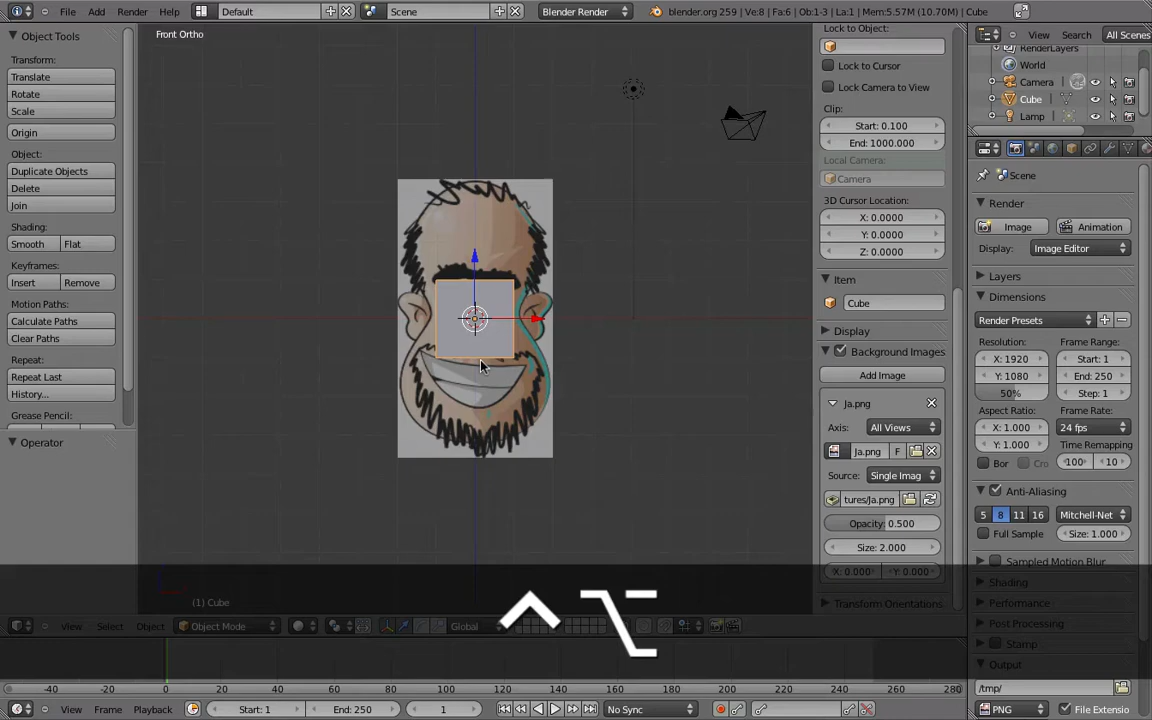 File Add Render Help Default Scene Blender Render blender.org 259 | Ve:8 | Fa:6 | Ob:1-3 | La:1 | Mem:5.57M (10.70M) | Cube
Object Tools
Transform:
Translate
Rotate
Scale
Origin
Object:
Duplicate Objects
Delete
Join
Shading:
Smooth Flat
Keyframes:
Insert Remove
Motion Paths:
Calculate Paths
Clear Paths
Repeat:
Repeat Last
History...
Grease Pencil:
Operator
Front Ortho
(1) Cube
View Select Object Object Mode Global
Lock to Object:
Lock to Cursor
Lock Camera to View
Clip:
Start: 0.100
End: 1000.000
Local Camera:
Camera
3D Cursor Location:
X: 0.0000
Y: 0.0000
Z: 0.0000
Item
Cube
Display
Background Images
Add Image
Ja.png
Axis: All Views
Ja.png F
Source: Single Imag
tures/Ja.png
Opacity: 0.500
Size: 2.000
X: 0.000 Y: 0.000
Transform Orientations
View Search All Scenes
RenderLayers
World
Camera
Cube
Lamp
Scene
Render
Image Animation
Display: Image Editor
Layers
Dimensions
Render Presets
Resolution: Frame Range:
X: 1920 Start: 1
Y: 1080 End: 250
50% Step: 1
Aspect Ratio: Frame Rate:
X: 1.000 24 fps
Y: 1.000 Time Remapping
Bor Cro 100 10
Anti-Aliasing
5 8 11 16 Mitchell-Net
Full Sample Size: 1.000
Sampled Motion Blur
Shading
Performance
Post Processing
Stamp
Output
/tmp/
PNG File Extensio
-40 -20 0 20 40 60 80 100 120 140 160 180 200 220 240 260 280
View Frame Playback Start: 1 End: 250 1 No Sync